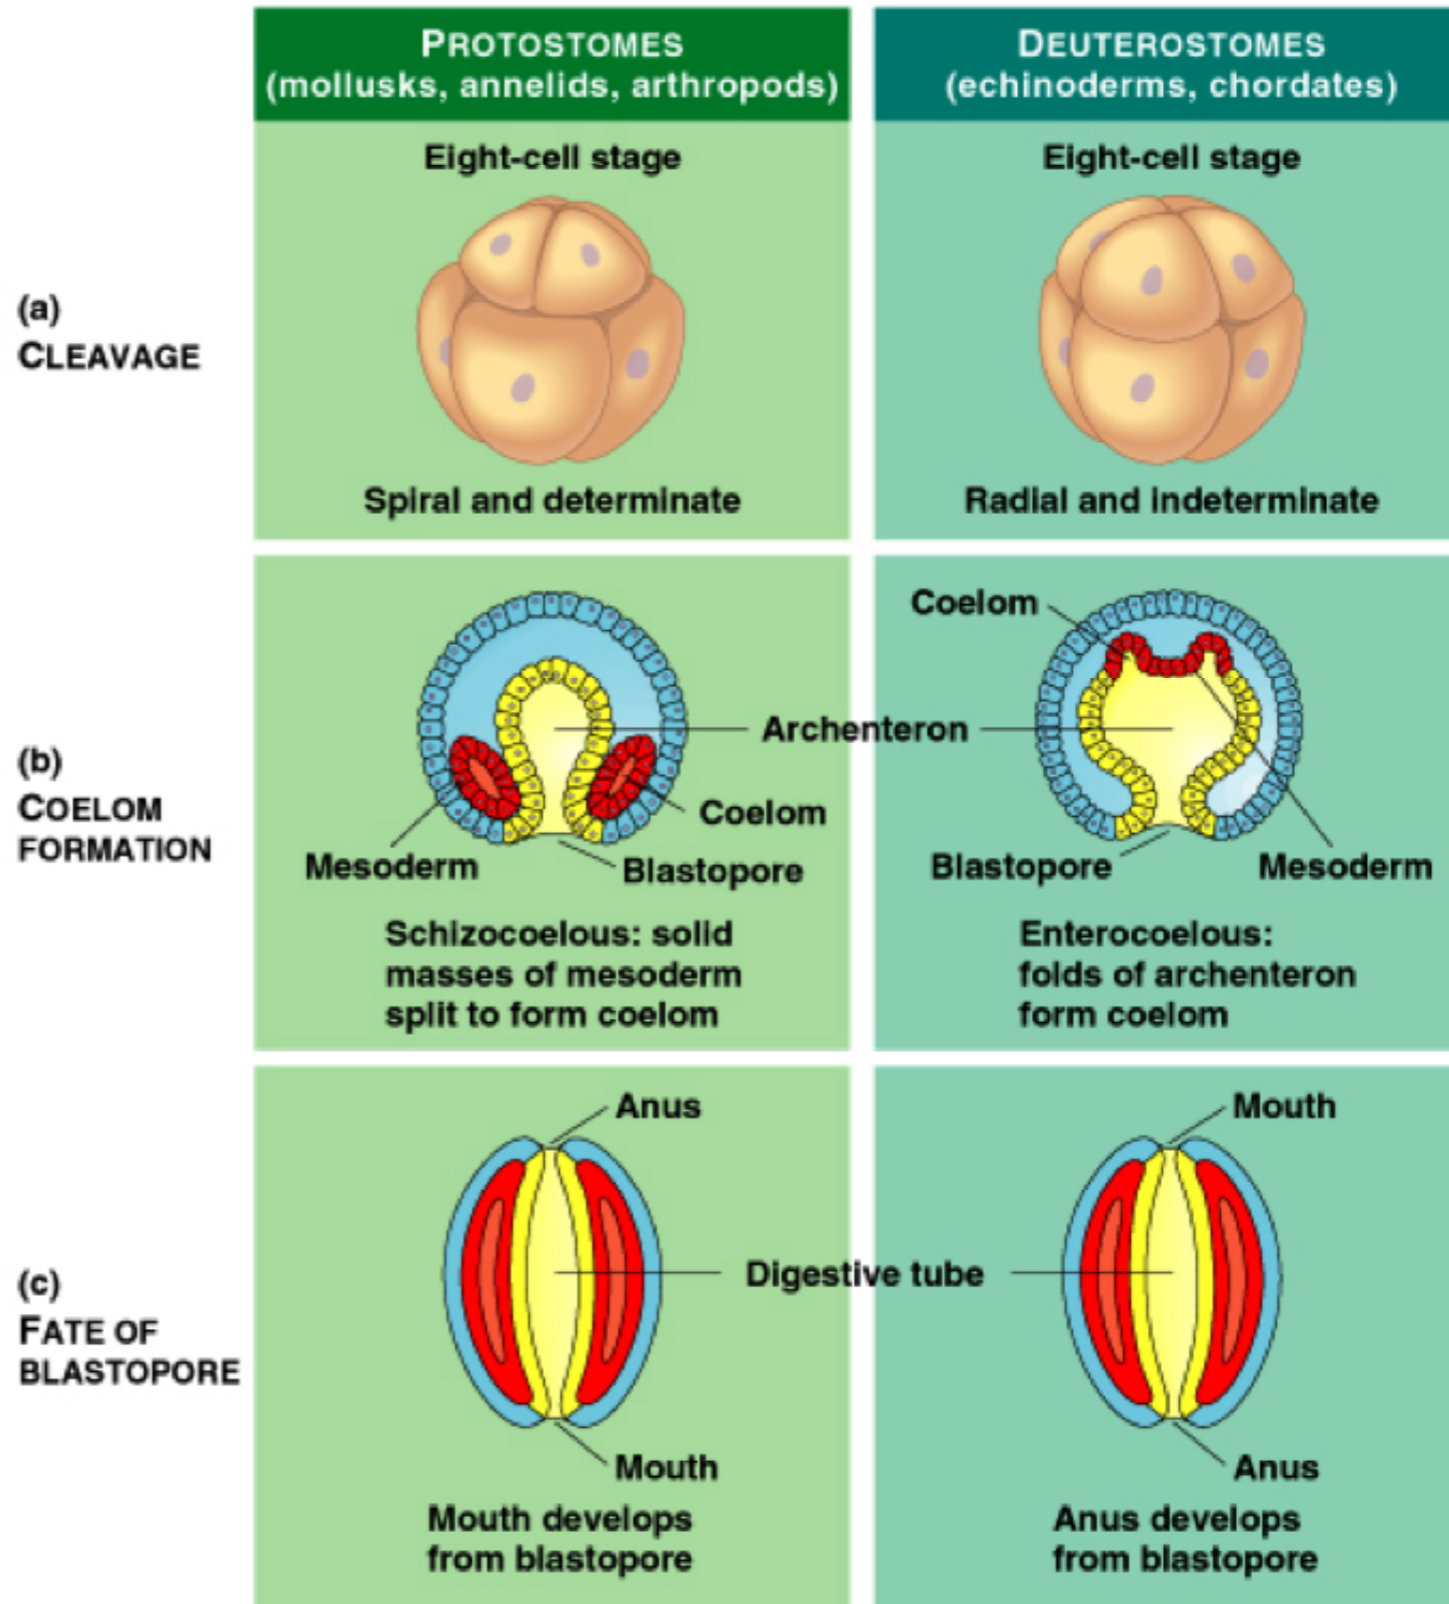 PROTOSTOMES
(mollusks, annelids, arthropods)
DEUTEROSTOMES
(echinoderms, chordates)
(a)
CLEAVAGE
Eight-cell stage
Spiral and determinate
Eight-cell stage
Radial and indeterminate
(b)
COELOM
FORMATION
Archenteron
Coelom
Mesoderm
Blastopore
Schizocoelous: solid
masses of mesoderm
split to form coelom
Coelom
Blastopore
Mesoderm
Enterocoelous:
folds of archenteron
form coelom
(c)
FATE OF
BLASTOPORE
Anus
Digestive tube
Mouth
Mouth develops
from blastopore
Mouth
Anus
Anus develops
from blastopore